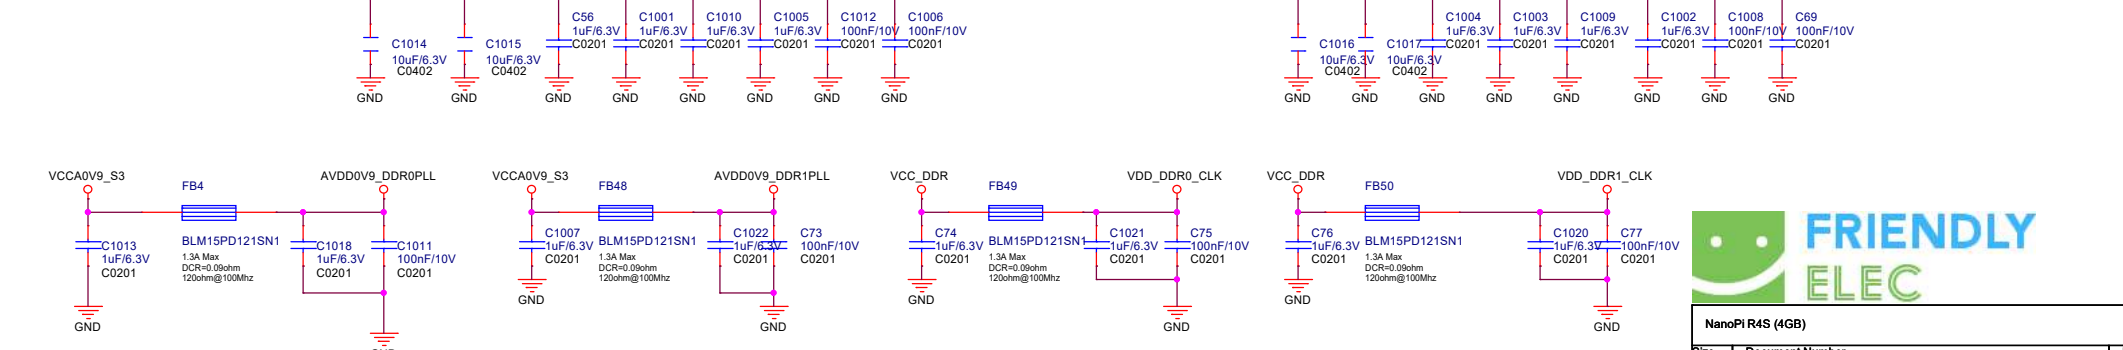 C1014
10uF/6.3V
C0402
GND
C1015
10uF/6.3V
C0402
GND
C56
1uF/6.3V
C0201
GND
C1001
1uF/6.3V
C0201
GND
C1010
1uF/6.3V
C0201
GND
C1005
1uF/6.3V
C0201
GND
C1012
100nF/10V
C0201
GND
C1006
100nF/10V
C0201
GND
C1016
10uF/6.3V
C0402
GND
C1017
10uF/6.3V
C0402
GND
C1004
1uF/6.3V
C0201
GND
C1003
1uF/6.3V
C0201
GND
C1009
1uF/6.3V
C0201
GND
C1002
1uF/6.3V
C0201
GND
C1008
100nF/10V
C0201
GND
C69
100nF/10V
C0201
GND
VCCA0V9_S3
FB4
AVDD0V9_DDR0PLL
C1013
1uF/6.3V
C0201
GND
BLM15PD121SN1
1.3A Max
DCR=0.09ohm
120ohm@100Mhz
C1018
1uF/6.3V
C0201
C1011
100nF/10V
C0201
VCCA0V9_S3
FB48
AVDD0V9_DDR1PLL
C1007
1uF/6.3V
C0201
GND
BLM15PD121SN1
1.3A Max
DCR=0.09ohm
120ohm@100Mhz
C1022
1uF/6.3V
C0201
C73
100nF/10V
C0201
GND
VCC_DDR
FB49
VDD_DDR0_CLK
C74
1uF/6.3V
C0201
GND
BLM15PD121SN1
1.3A Max
DCR=0.09ohm
120ohm@100Mhz
C1021
1uF/6.3V
C0201
C75
100nF/10V
C0201
GND
VCC_DDR
FB50
VDD_DDR1_CLK
C76
1uF/6.3V
C0201
GND
BLM15PD121SN1
1.3A Max
DCR=0.09ohm
120ohm@100Mhz
C1020
1uF/6.3V
C0201
C77
100nF/10V
C0201
GND
FRIENDLY
ELEC
NanoPi R4S (4GB)
Size Document Number